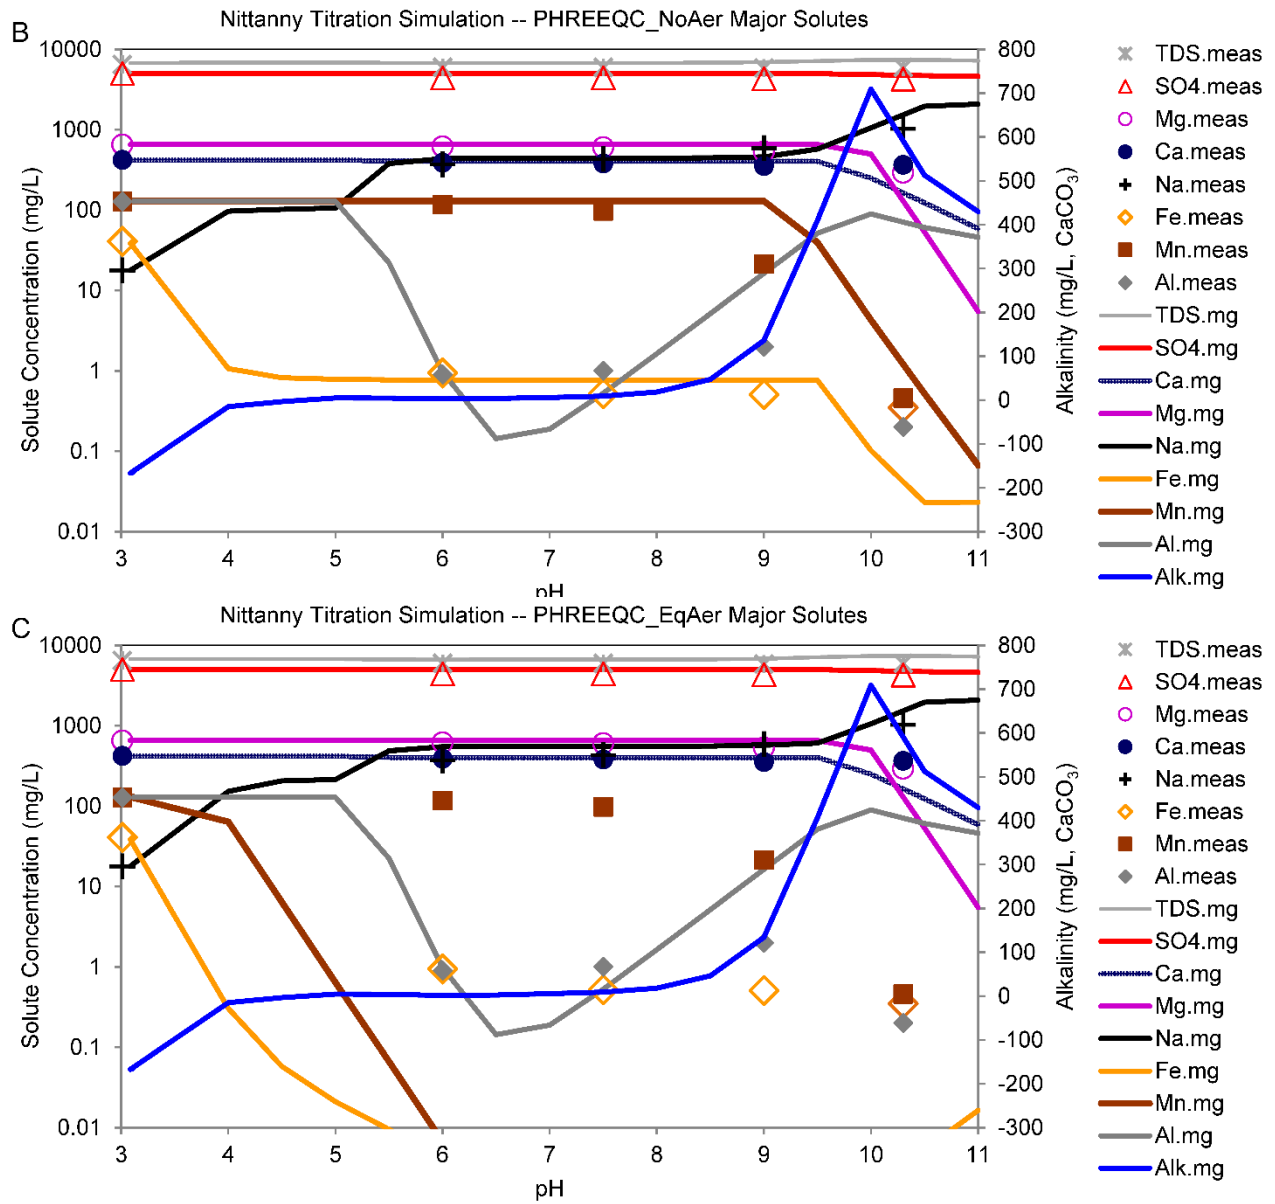 B
Nittanny Titration Simulation -- PHREEQC_NoAer Major Solutes
Solute Concentration (mg/L)
10000
1000
100
10
1
0.1
0.01
3 4 5 6 7 8 9 10 11
pH
800
700
600
500
400
300
200
100
0
-100
-200
-300
Alkalinity (mg/L, CaCO₃)
TDS.meas
SO4.meas
Mg.meas
Ca.meas
Na.meas
Fe.meas
Mn.meas
Al.meas
TDS.mg
SO4.mg
Ca.mg
Mg.mg
Na.mg
Fe.mg
Mn.mg
Al.mg
Alk.mg
C
Nittanny Titration Simulation -- PHREEQC_EqAer Major Solutes
Solute Concentration (mg/L)
10000
1000
100
10
1
0.1
0.01
3 4 5 6 7 8 9 10 11
pH
800
700
600
500
400
300
200
100
0
-100
-200
-300
Alkalinity (mg/L, CaCO₃)
TDS.meas
SO4.meas
Mg.meas
Ca.meas
Na.meas
Fe.meas
Mn.meas
Al.meas
TDS.mg
SO4.mg
Ca.mg
Mg.mg
Na.mg
Fe.mg
Mn.mg
Al.mg
Alk.mg